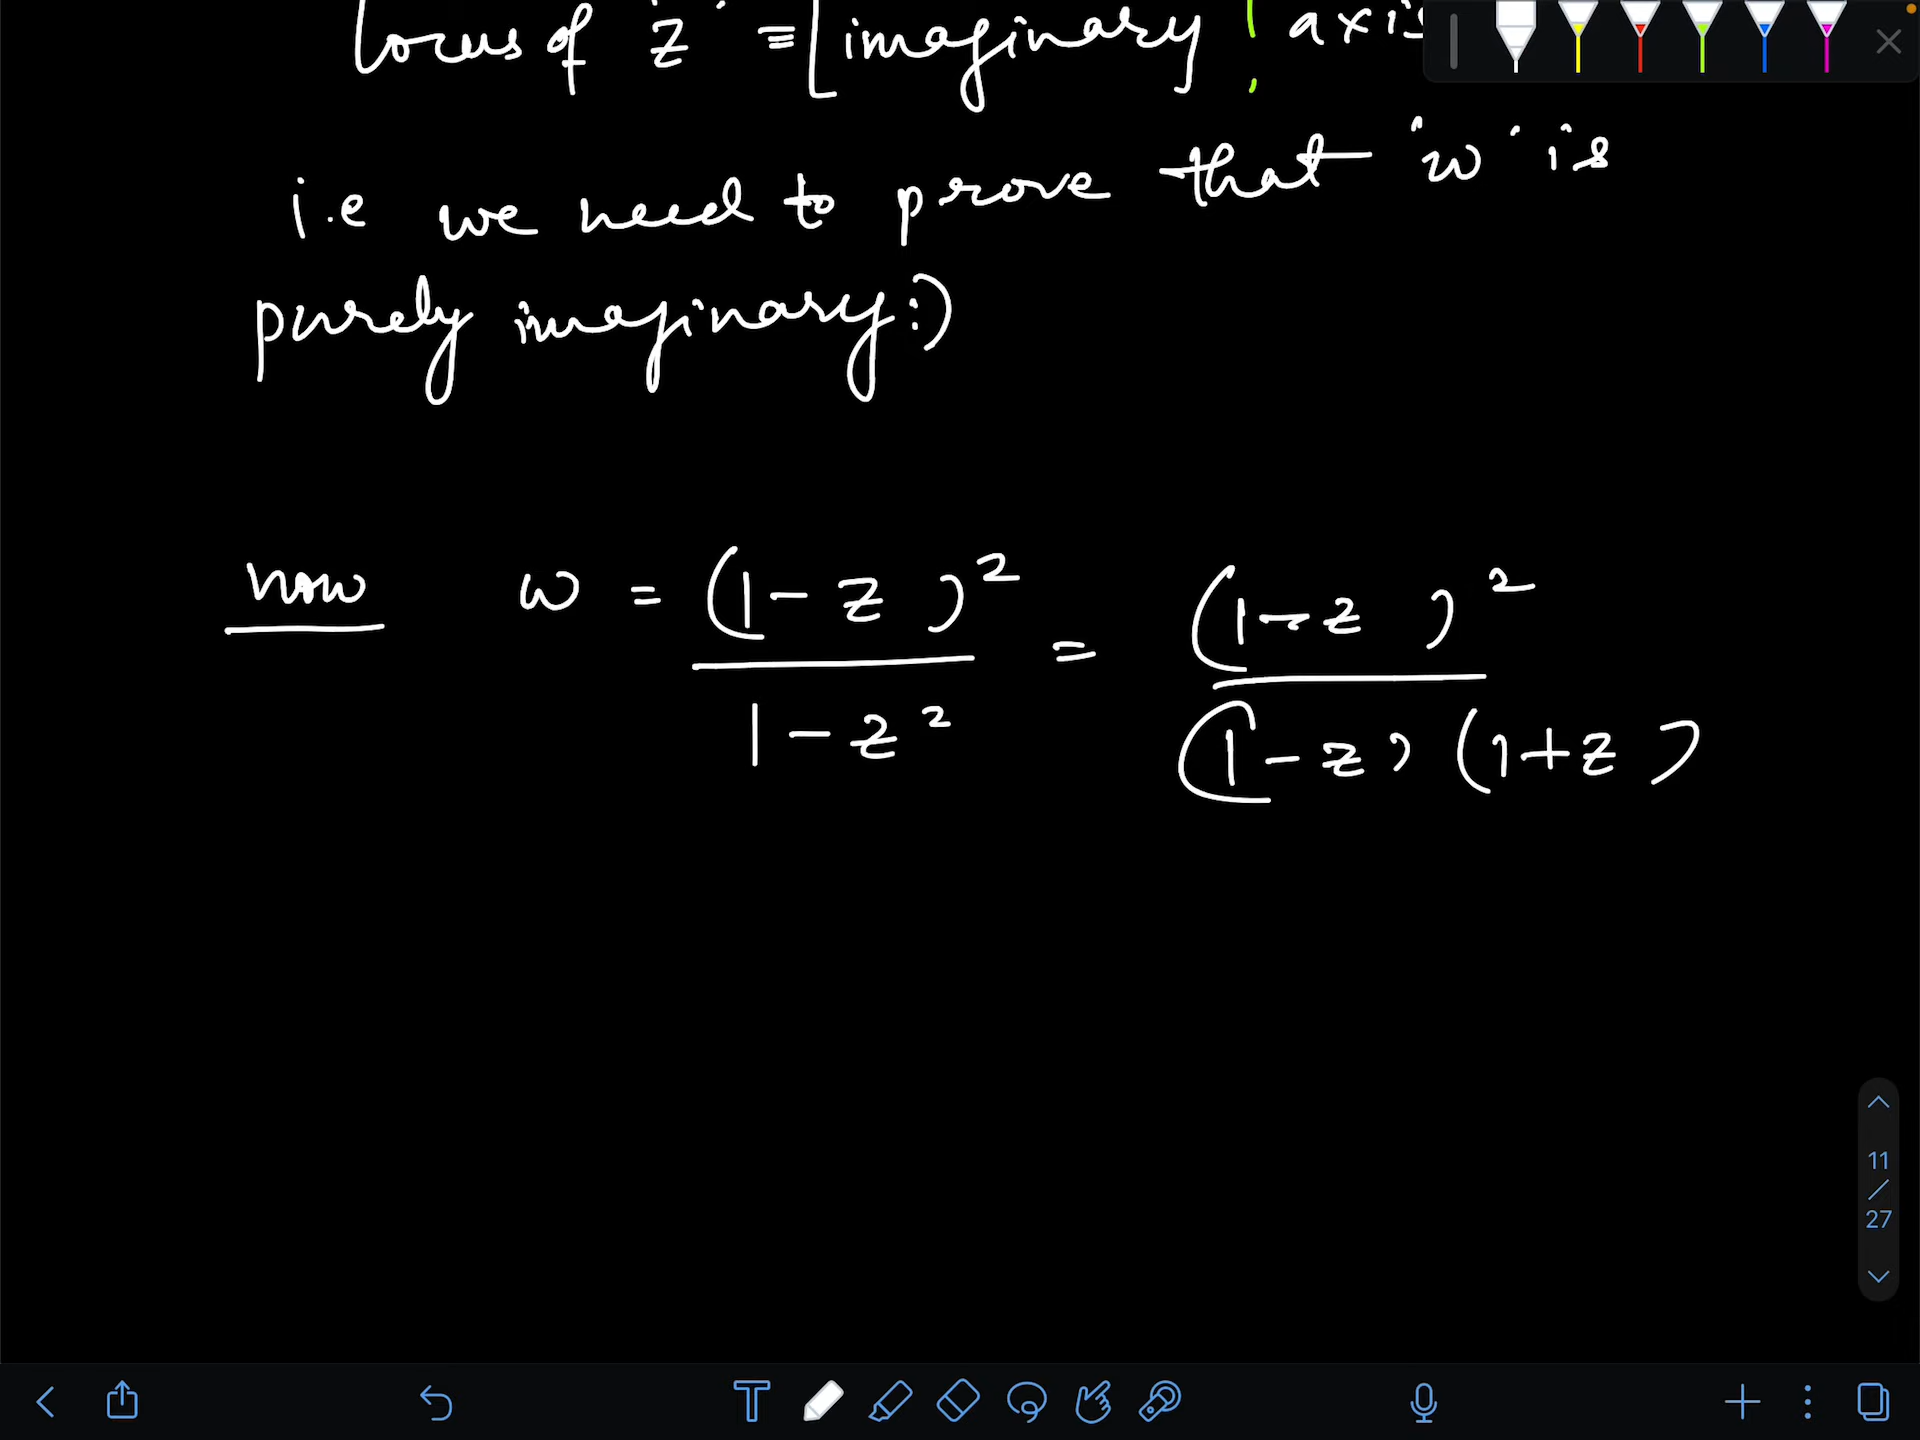 locus of 'z' ≡ [imaginary] axis
i.e we need to prove that 'w' is
purely imaginary :)
now w = (1-z)² / 1-z² = (1-z)² / (1-z)(1+z)
11
/
27
T